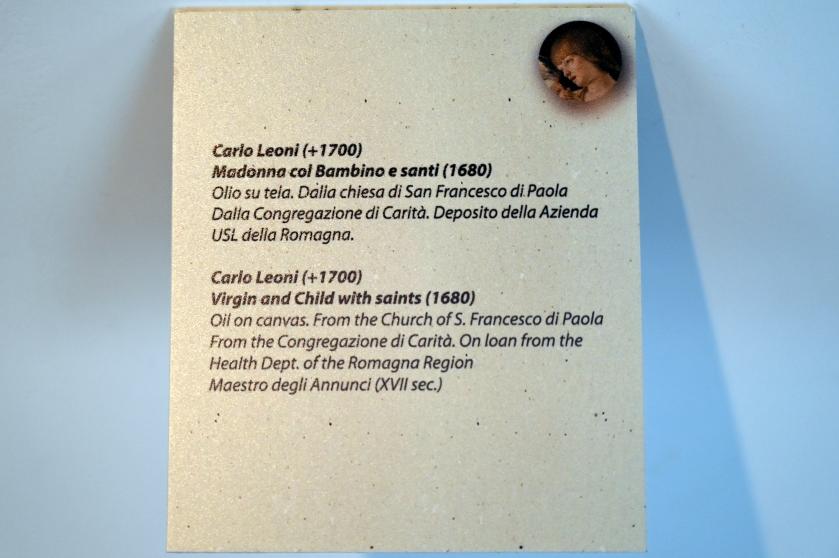 Carlo Leoni (+1700)
Madonna col Bambino e santi (1680)
Olio su tela. Dalla chiesa di San Francesco di Paola
Dalla Congregazione di Carità. Deposito della Azienda
USL della Romagna.
Carlo Leoni (+1700)
Virgin and Child with saints (1680)
Oil on canvas. From the Church of S. Francesco di Paola
From the Congregazione di Carità. On loan from the
Health Dept. of the Romagna Region
Maestro degli Annunci (XVII sec.)